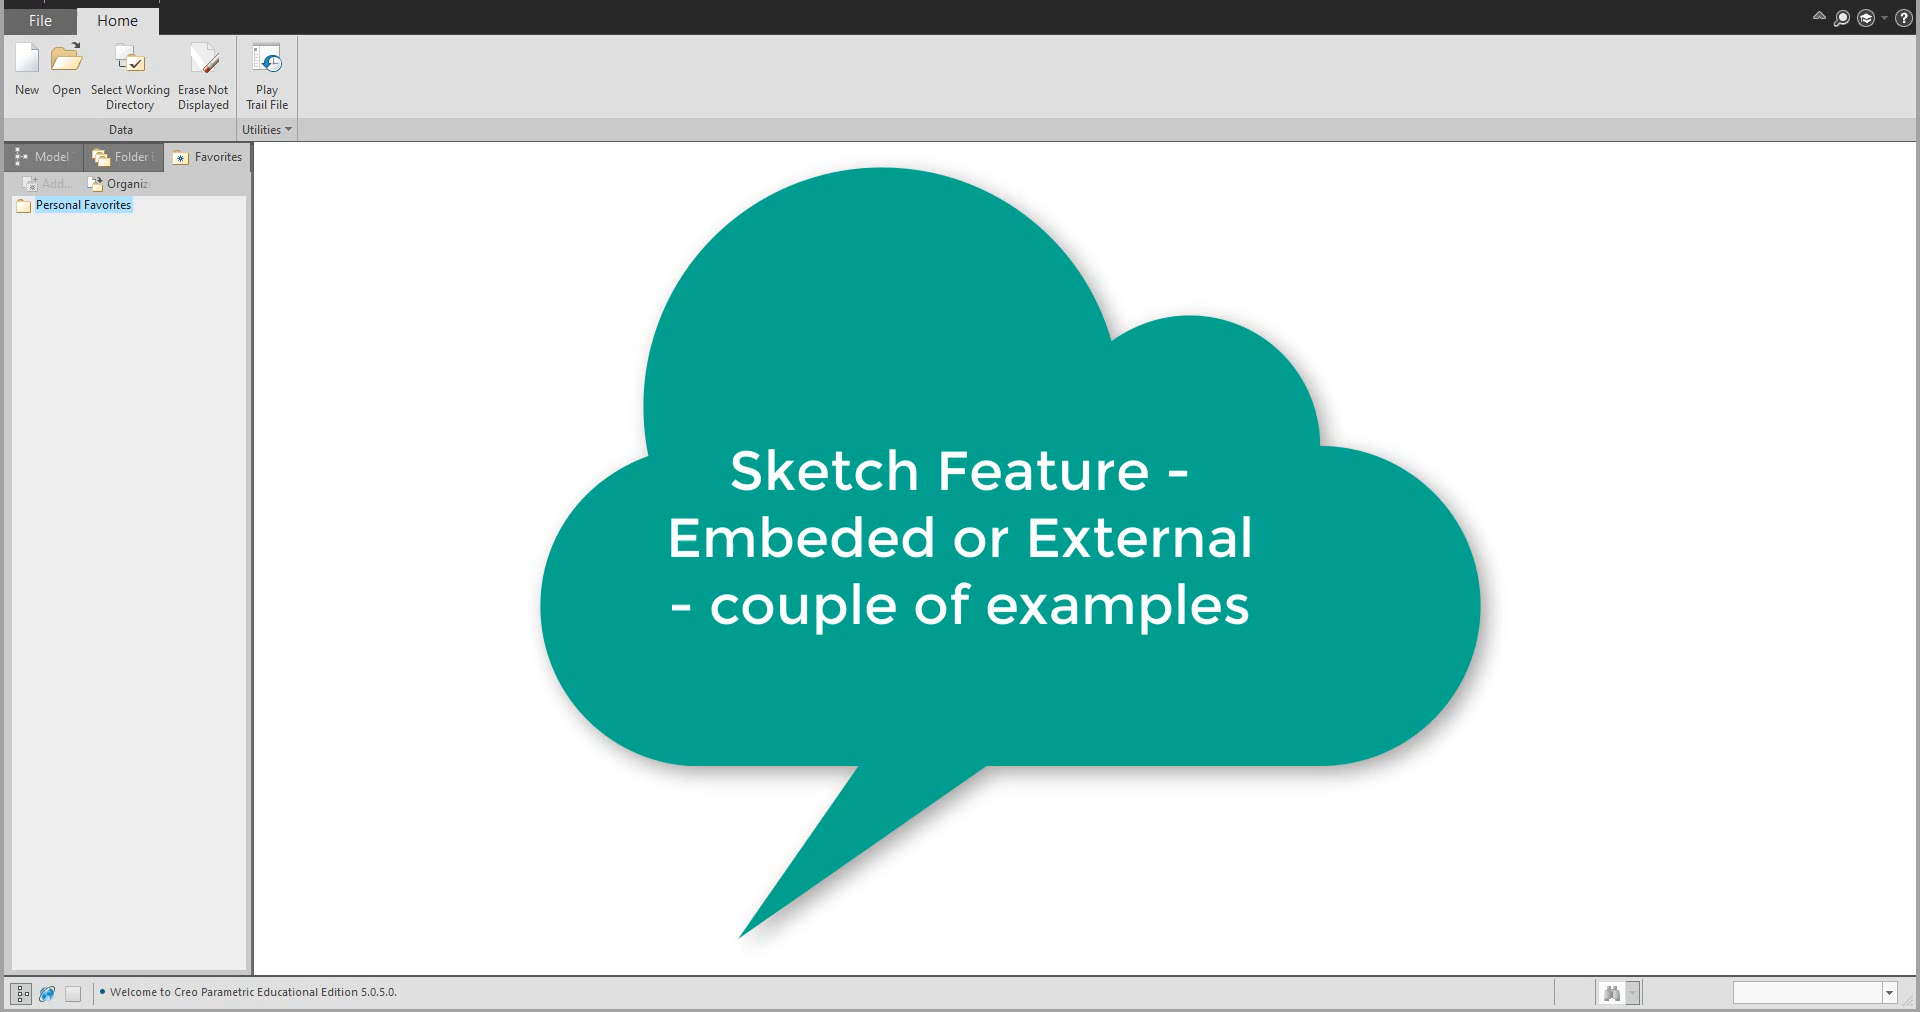 File Home
New Open Select Working Directory Erase Not Displayed Play Trail File
Data Utilities
Model Folder Favorites
Add... Organiz
Personal Favorites
Sketch Feature -
Embeded or External
- couple of examples
Welcome to Creo Parametric Educational Edition 5.0.5.0.